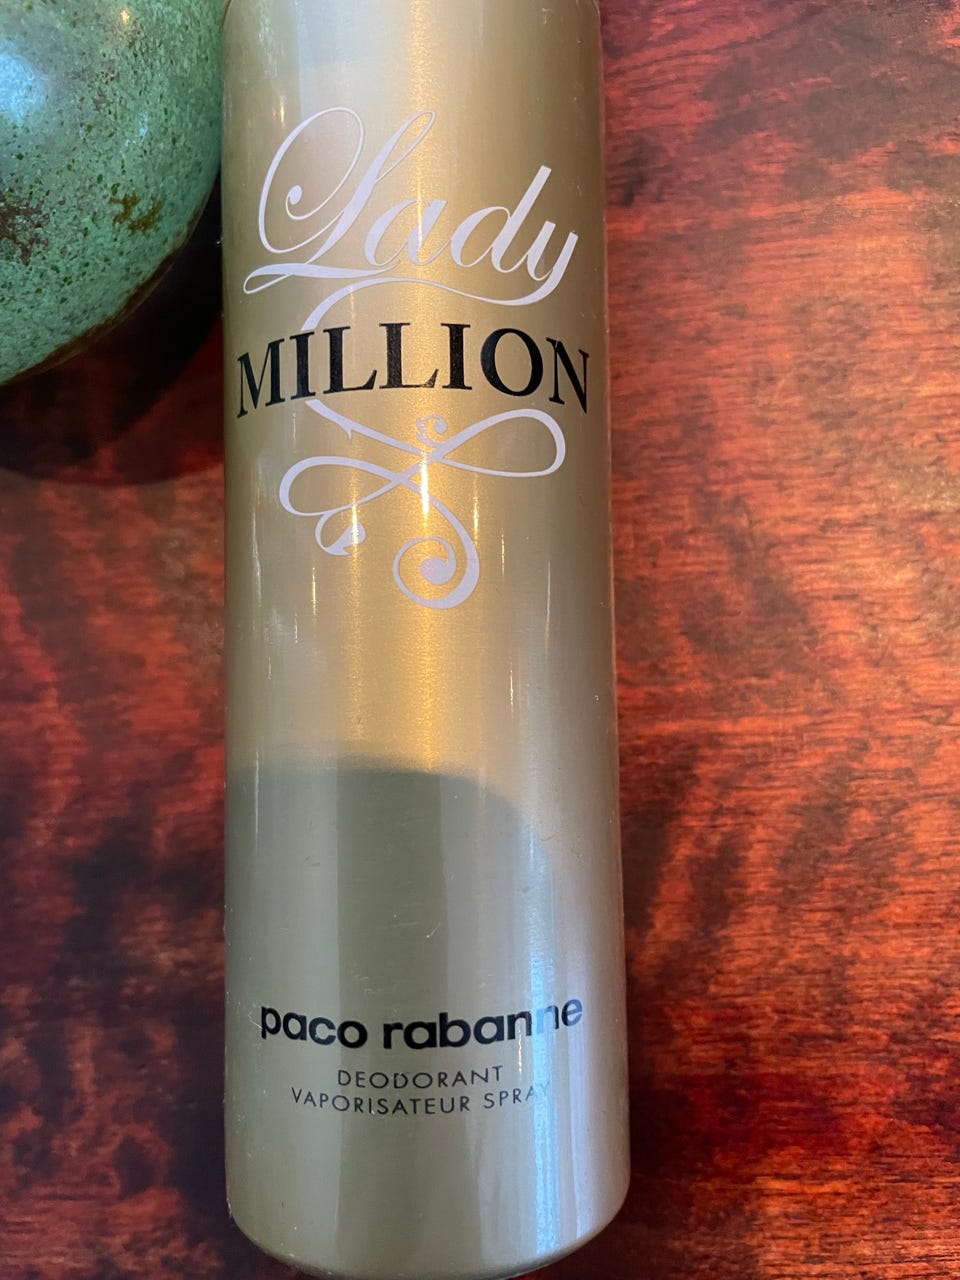 Lady
MILLION
paco rabanne
DEODORANT
VAPORISATEUR SPRAY